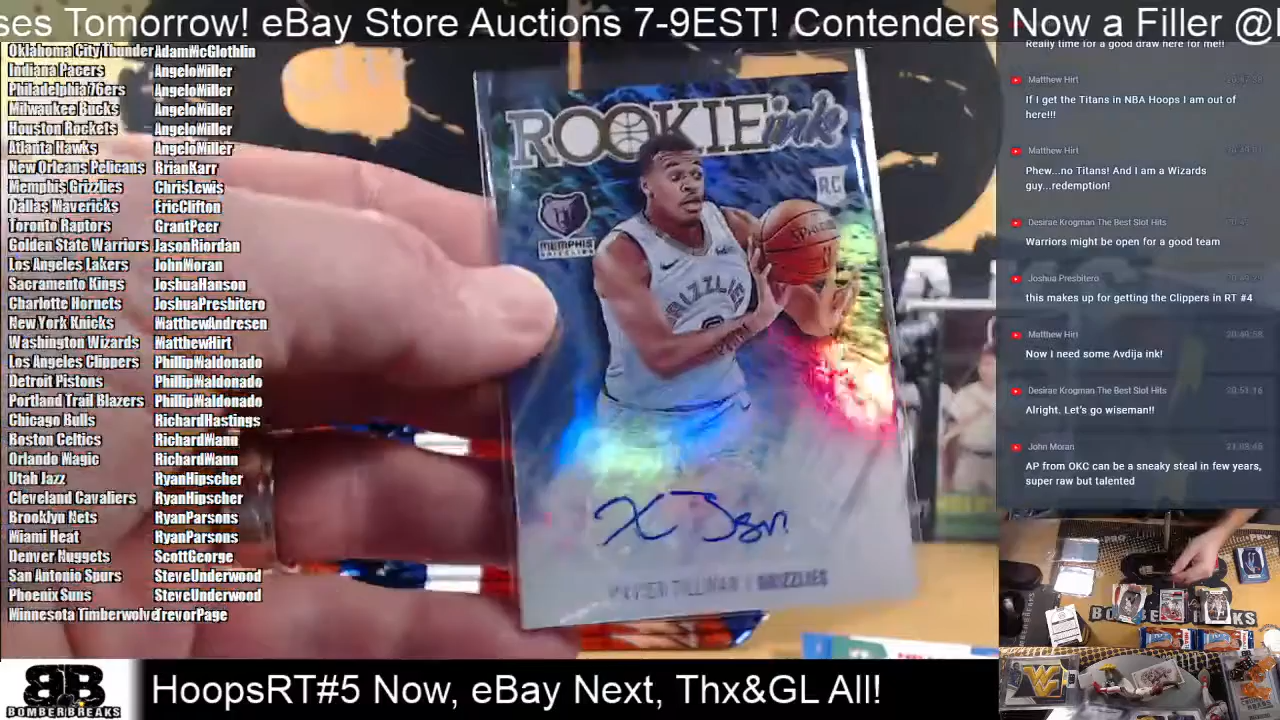 ses Tomorrow! eBay Store Auctions 7-9EST! Contenders Now a Filler @
Oklahoma City Thunder AdamMcGlothlin
Indiana Pacers AngeloMiller
Philadelphia 76ers AngeloMiller
Milwaukee Bucks AngeloMiller
Houston Rockets AngeloMiller
Atlanta Hawks AngeloMiller
New Orleans Pelicans BrianKarr
Memphis Grizzlies ChrisLewis
Dallas Mavericks EricClifton
Toronto Raptors GrantPeer
Golden State Warriors JasonRiordan
Los Angeles Lakers JohnMoran
Sacramento Kings JoshuaHanson
Charlotte Hornets JoshuaPresbitero
New York Knicks MatthewAndresen
Washington Wizards MatthewHirt
Los Angeles Clippers PhillipMaldonado
Detroit Pistons PhillipMaldonado
Portland Trail Blazers PhillipMaldonado
Chicago Bulls RichardHastings
Boston Celtics RichardWann
Orlando Magic RichardWann
Utah Jazz RyanHipscher
Cleveland Cavaliers RyanHipscher
Brooklyn Nets RyanParsons
Miami Heat RyanParsons
Denver Nuggets ScottGeorge
San Antonio Spurs SteveUnderwood
Phoenix Suns SteveUnderwood
Minnesota Timberwolve TrevorPage
ROOKIE ink
RC
MEMPHIS
GRIZZLIES
GRIZZLIES
XAVIER TILLMAN | GRIZZLIES
Really time for a good draw here for me!!
Matthew Hirt
If I get the Titans in NBA Hoops I am out of
here!!!
Matthew Hirt
Phew...no Titans! And I am a Wizards
guy...redemption!
Desirae Krogman The Best Slot Hits
Warriors might be open for a good team
Joshua Presbitero
this makes up for getting the Clippers in RT #4
Matthew Hirt
Now I need some Avdija ink!
Desirae Krogman The Best Slot Hits 20:51:16
Alright. Let's go wiseman!!
John Moran
AP from OKC can be a sneaky steal in few years,
super raw but talented
BB
BOMBERBREAKS
HoopsRT#5 Now, eBay Next, Thx&GL All!